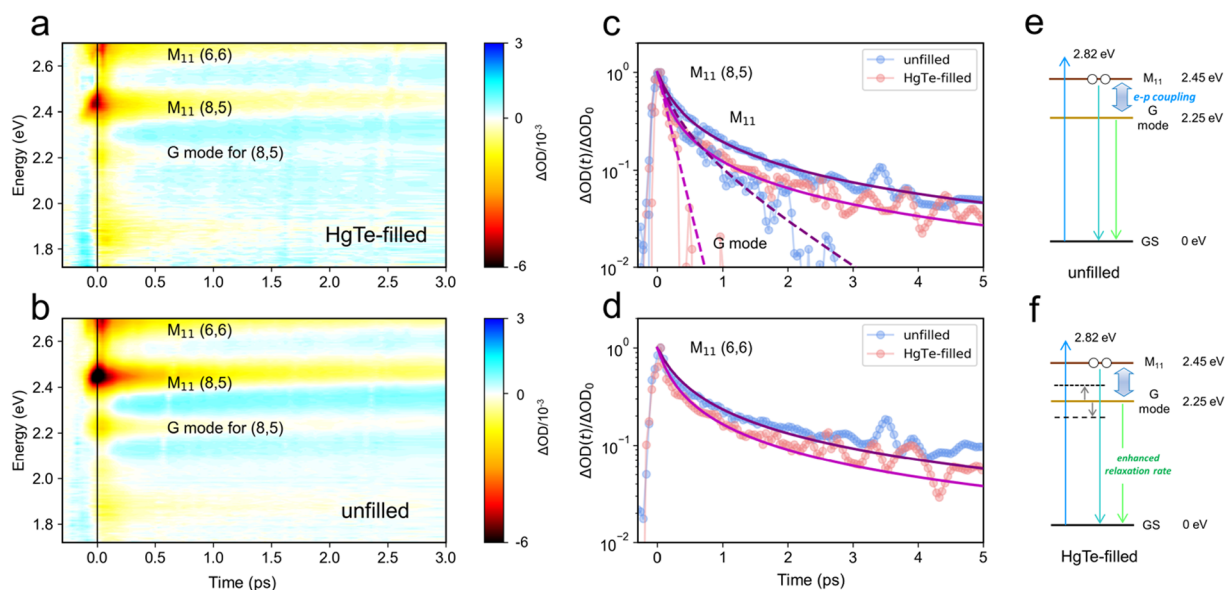 a
M11 (6,6)
M11 (8,5)
G mode for (8,5)
HgTe-filled
Energy (eV)
2.6
2.4
2.2
2.0
1.8
0.0
0.5
1.0
1.5
2.0
2.5
3.0
3
0
-6
ΔOD/10-3
b
M11 (6,6)
M11 (8,5)
G mode for (8,5)
unfilled
Energy (eV)
2.6
2.4
2.2
2.0
1.8
0.0
0.5
1.0
1.5
2.0
2.5
3.0
Time (ps)
3
0
-6
ΔOD/10-3
c
M11 (8,5)
unfilled
HgTe-filled
M11
G mode
ΔOD(t)/ΔOD0
100
10-1
10-2
0
1
2
3
4
5
d
M11 (6,6)
unfilled
HgTe-filled
ΔOD(t)/ΔOD0
100
10-1
10-2
0
1
2
3
4
5
Time (ps)
e
2.82 eV
M11
2.45 eV
e-p coupling
G
mode
2.25 eV
GS
0 eV
unfilled
f
2.82 eV
M11
2.45 eV
G
mode
2.25 eV
enhanced
relaxation rate
GS
0 eV
HgTe-filled